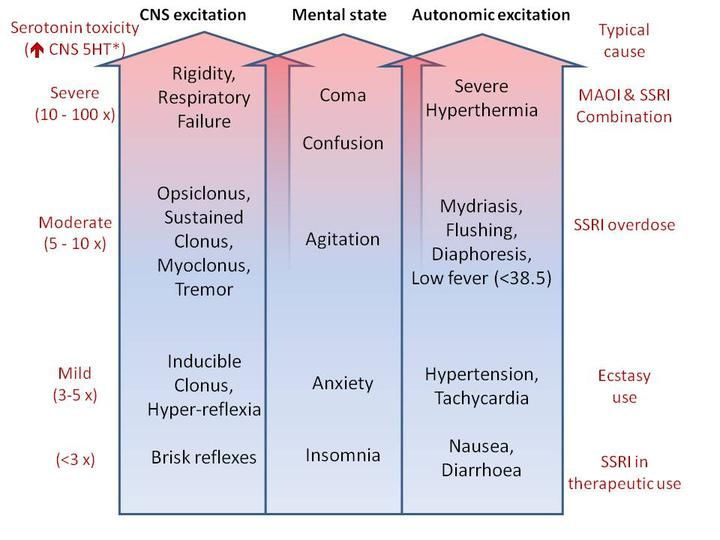 CNS excitation
Mental state
Autonomic excitation
Serotonin toxicity
(⬆ CNS 5HT*)
Typical
cause
Severe
(10 - 100 x)
Rigidity,
Respiratory
Failure
Coma
Confusion
Severe
Hyperthermia
MAOI & SSRI
Combination
Moderate
(5 - 10 x)
Opsiclonus,
Sustained
Clonus,
Myoclonus,
Tremor
Agitation
Mydriasis,
Flushing,
Diaphoresis,
Low fever (<38.5)
SSRI overdose
Mild
(3-5 x)
Inducible
Clonus,
Hyper-reflexia
Anxiety
Hypertension,
Tachycardia
Ecstasy
use
(<3 x)
Brisk reflexes
Insomnia
Nausea,
Diarrhoea
SSRI in
therapeutic use